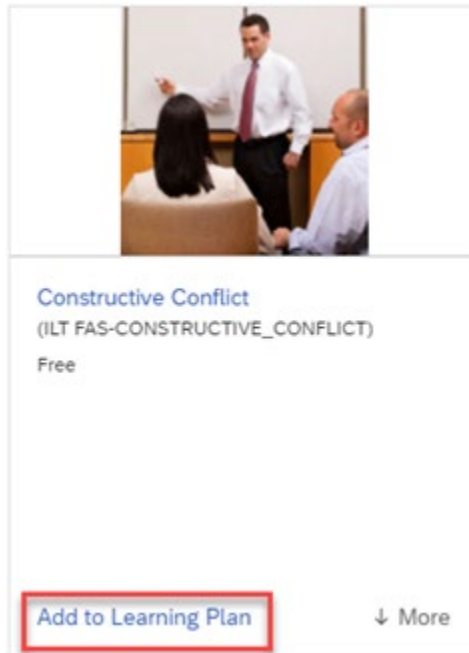 Constructive Conflict
(ILT FAS-CONSTRUCTIVE_CONFLICT)
Free
Add to Learning Plan
↓ More